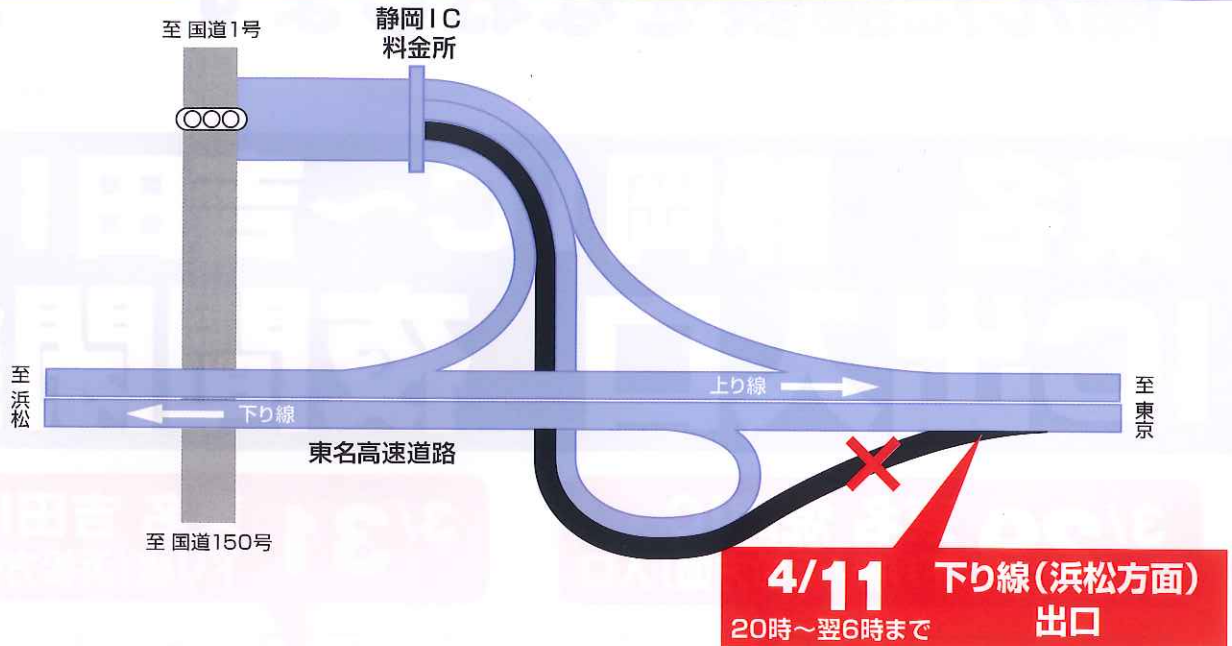 至 国道1号
静岡IC
料金所
至 浜松
上り線
下り線
至 東京
東名高速道路
至 国道150号
4/11
20時～翌6時まで
下り線(浜松方面)
出口